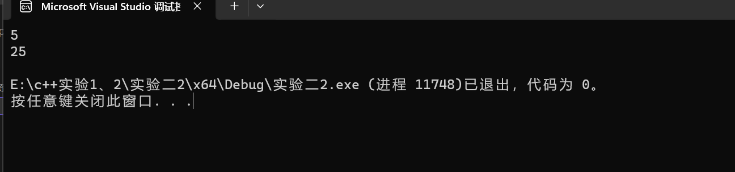 Microsoft Visual Studio 调试
5
25
E:\c++实验1、2\实验二2\x64\Debug\实验二2.exe (进程 11748)已退出，代码为 0。
按任意键关闭此窗口. . .